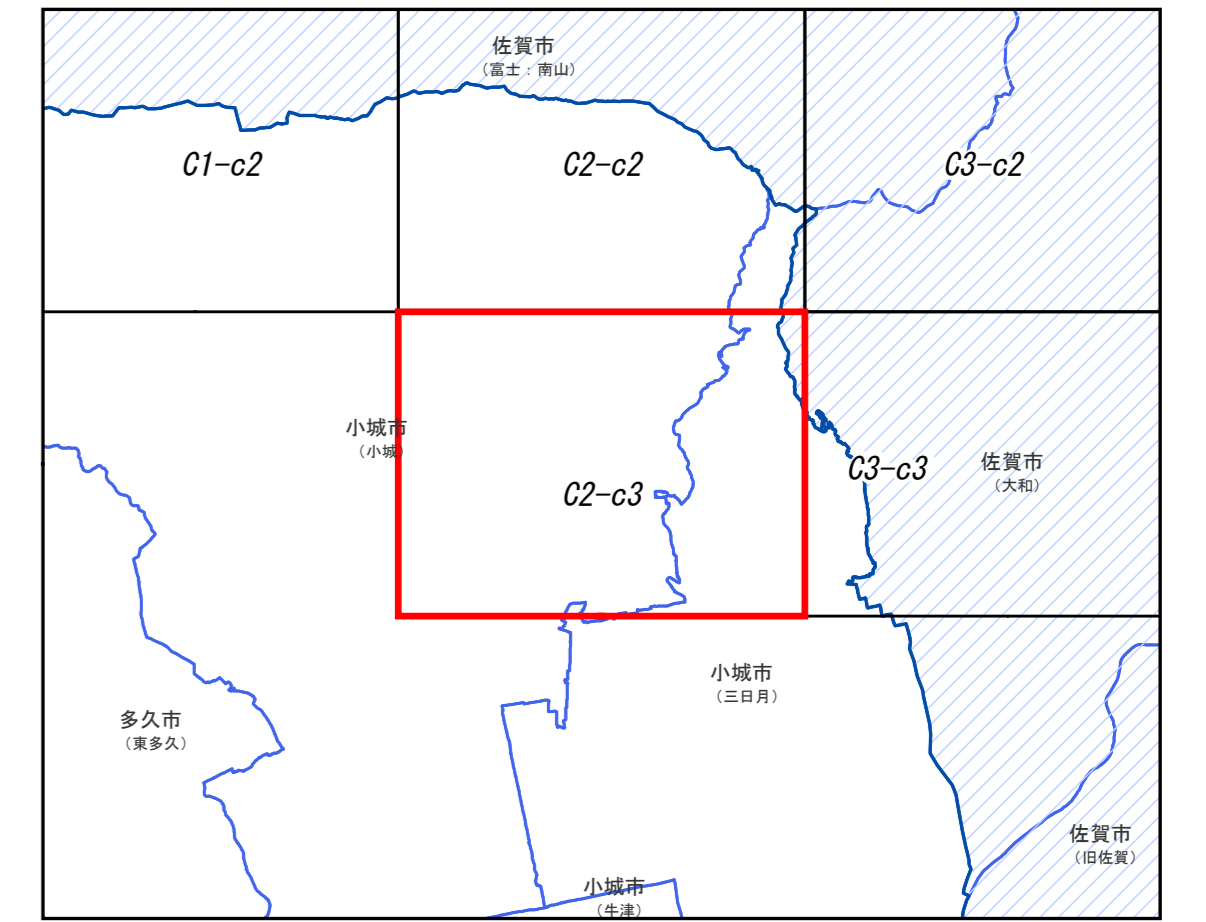 佐賀市
（富士：南山）
C1-c2
C2-c2
C3-c2
小城市
（小城）
C2-c3
C3-c3
佐賀市
（大和）
小城市
（三日月）
多久市
（東多久）
佐賀市
（旧佐賀）
小城市
（牛津）